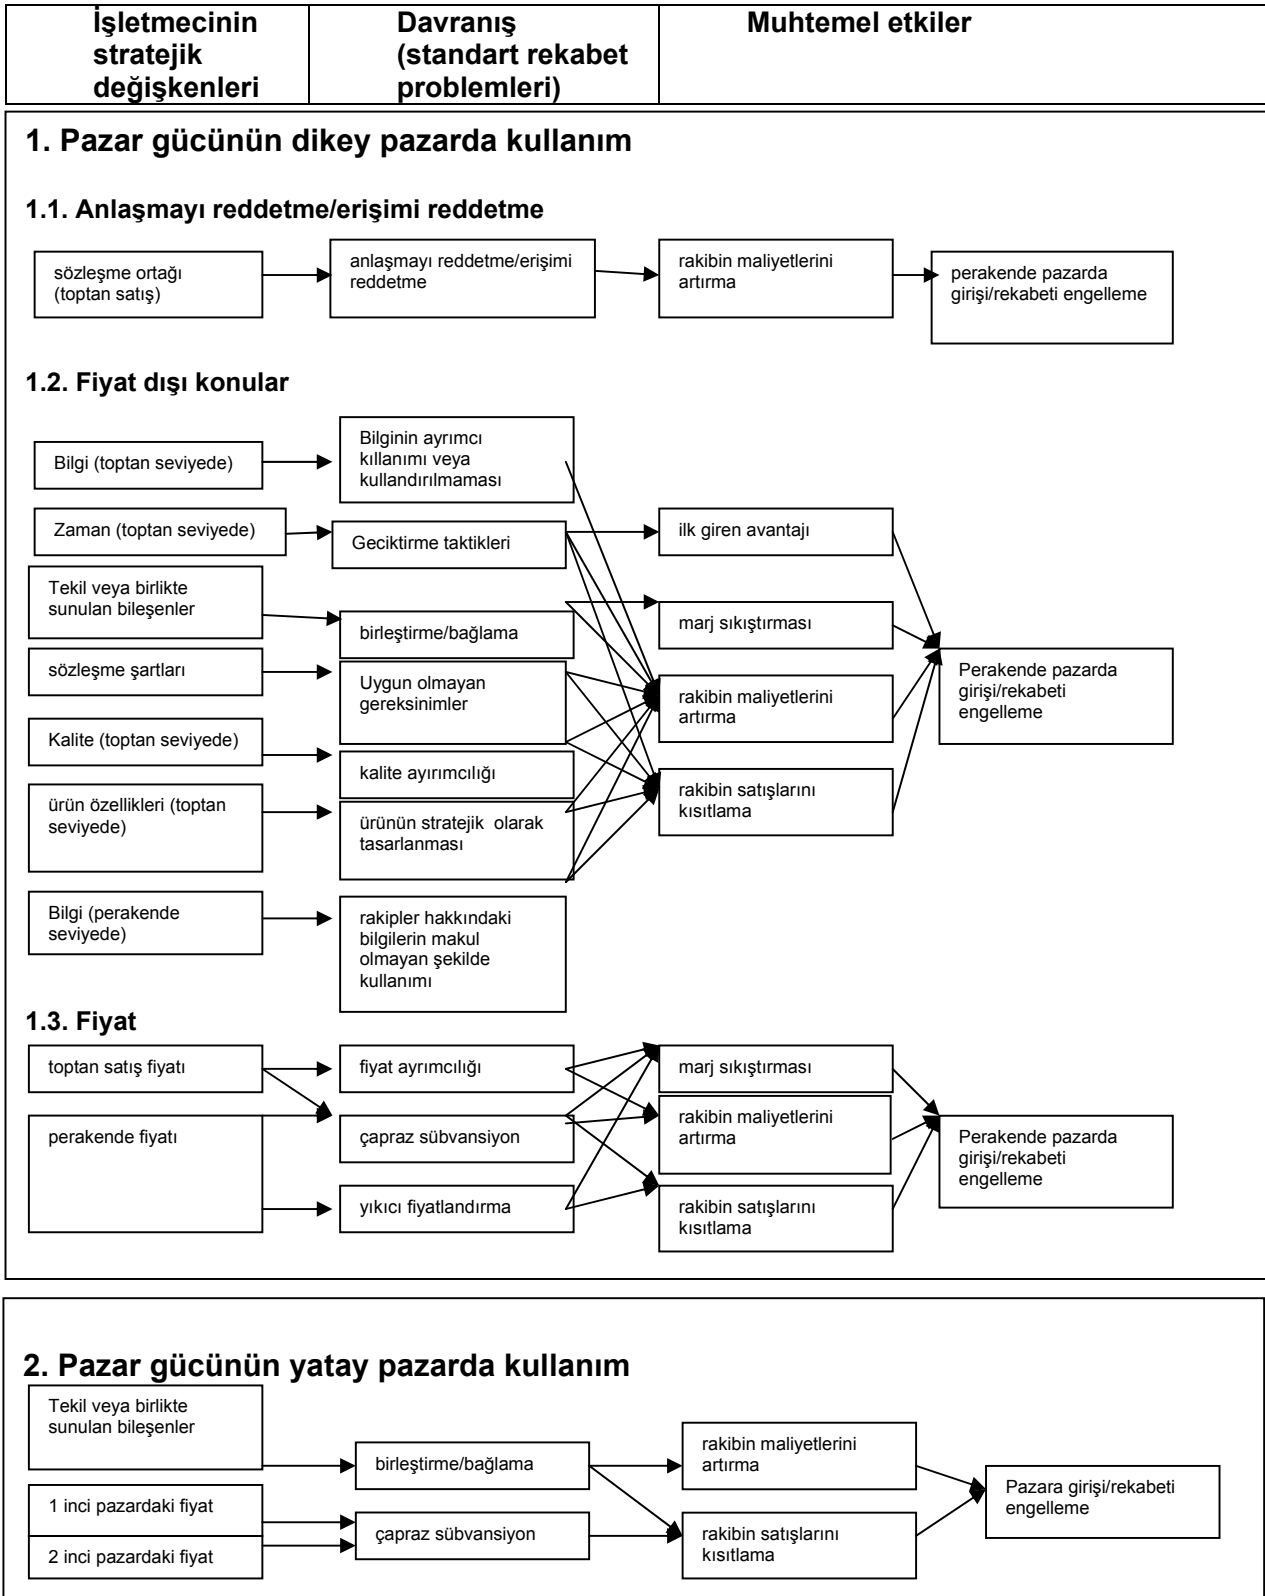 İşletmecinin
stratejik
değişkenleri
Davranış
(standart rekabet
problemleri)
Muhtemel etkiler
1. Pazar gücünün dikey pazarda kullanım
1.1. Anlaşmayı reddetme/erişimi reddetme
sözleşme ortağı
(toptan satış)
anlaşmayı reddetme/erişimi
reddetme
rakibin maliyetlerini
artırma
perakende pazarda
girişi/rekabeti engelleme
1.2. Fiyat dışı konular
Bilgi (toptan seviyede)
Bilginin ayrımcı
kıllanımı veya
kullandırılmaması
Zaman (toptan seviyede)
Geciktirme taktikleri
ilk giren avantajı
Tekil veya birlikte
sunulan bileşenler
birleştirme/bağlama
marj sıkıştırması
sözleşme şartları
Uygun olmayan
gereksinimler
rakibin maliyetlerini
artırma
Perakende pazarda
girişi/rekabeti
engelleme
Kalite (toptan seviyede)
kalite ayırımcılığı
rakibin satışlarını
kısıtlama
ürün özellikleri (toptan
seviyede)
ürünün stratejik olarak
tasarlanması
Bilgi (perakende
seviyede)
rakipler hakkındaki
bilgilerin makul
olmayan şekilde
kullanımı
1.3. Fiyat
toptan satış fiyatı
fiyat ayrımcılığı
marj sıkıştırması
perakende fiyatı
çapraz sübvansiyon
rakibin maliyetlerini
artırma
Perakende pazarda
girişi/rekabeti
engelleme
yıkıcı fiyatlandırma
rakibin satışlarını
kısıtlama
2. Pazar gücünün yatay pazarda kullanım
Tekil veya birlikte
sunulan bileşenler
birleştirme/bağlama
rakibin maliyetlerini
artırma
Pazara girişi/rekabeti
engelleme
1 inci pazardaki fiyat
2 inci pazardaki fiyat
çapraz sübvansiyon
rakibin satışlarını
kısıtlama